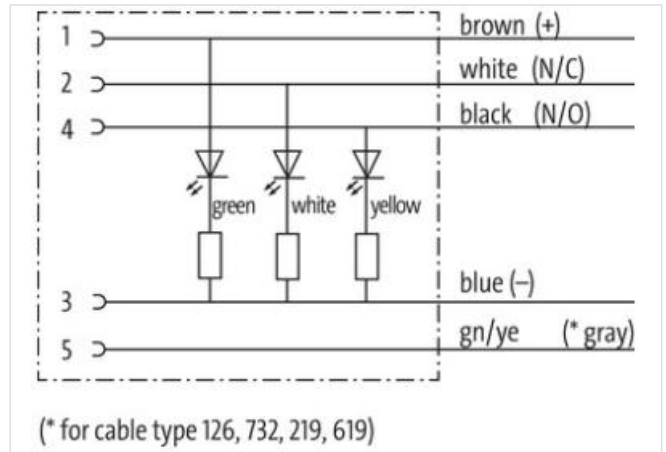 1 brown (+)
2 white (N/C)
4 black (N/O)
green white yellow
3 blue (–)
5 gn/ye (* gray)
(* for cable type 126, 732, 219, 619)